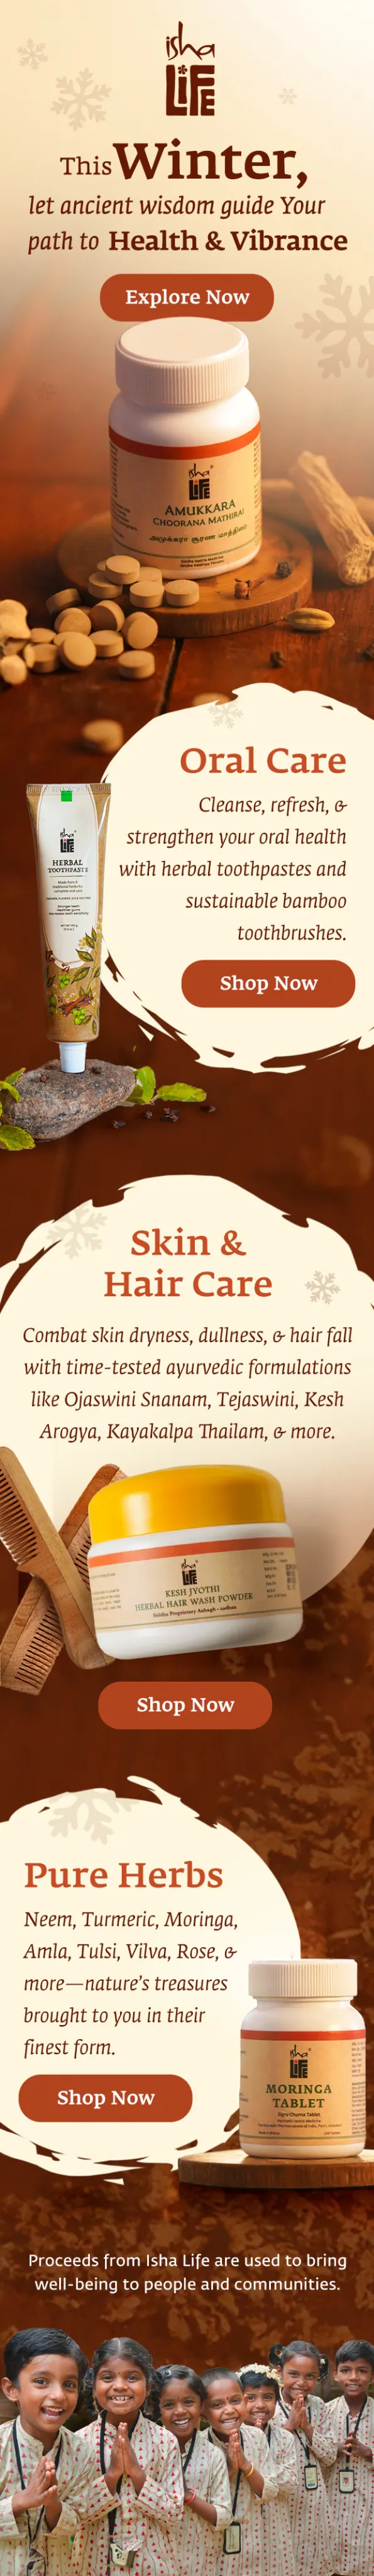 isha
LIFE
This Winter,
let ancient wisdom guide Your
path to Health & Vibrance
Explore Now
isha
LIFE
AMUKKARA
CHOORANA MATHIRAI
அமுக்கரா சூரண மாத்திரை
Oral Care
Cleanse, refresh, &
strengthen your oral health
with herbal toothpastes and
sustainable bamboo
toothbrushes.
Shop Now
isha
LIFE
HERBAL
TOOTHPASTE
Skin &
Hair Care
Combat skin dryness, dullness, & hair fall
with time-tested ayurvedic formulations
like Ojaswini Snanam, Tejaswini, Kesh
Arogya, Kayakalpa Thailam, & more.
isha
LIFE
KESH JYOTHI
HERBAL HAIR WASH POWDER
Shop Now
Pure Herbs
Neem, Turmeric, Moringa,
Amla, Tulsi, Vilva, Rose, &
more—nature's treasures
brought to you in their
finest form.
Shop Now
isha
LIFE
MORINGA
TABLET
Proceeds from Isha Life are used to bring
well-being to people and communities.